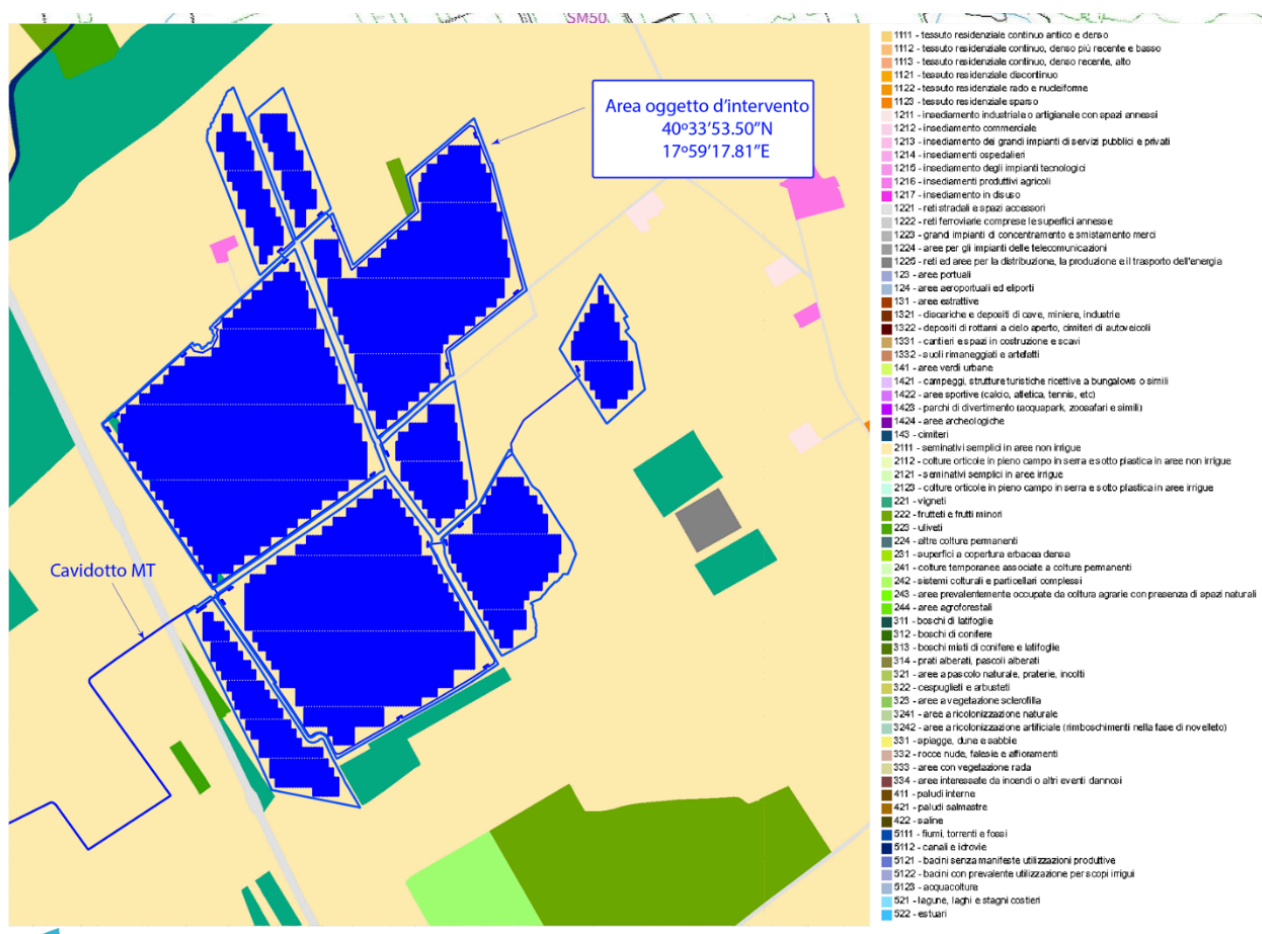 SM50
Area oggetto d'intervento
40º33'53.50"N
17º59'17.81"E
Cavidotto MT
1111 - tessuto residenziale continuo antico e denso
1112 - tessuto residenziale continuo, denso più recente e basso
1113 - tessuto residenziale continuo, denso recente, alto
1121 - tessuto residenziale discontinuo
1122 - tessuto residenziale rado e nucleiforme
1123 - tessuto residenziale sparso
1211 - insediamento industriale o artigianale con spazi annessi
1212 - insediamento commerciale
1213 - insediamento dei grandi impianti di servizi pubblici e privati
1214 - insediamenti ospedalieri
1215 - insediamento degli impianti tecnologici
1216 - insediamenti produttivi agricoli
1217 - insediamento in disuso
1221 - reti stradali e spazi accessori
1222 - reti ferroviarie comprese le superfici annesse
1223 - grandi impianti di concentramento e smistamento merci
1224 - aree per gli impianti delle telecomunicazioni
1225 - reti ed aree per la distribuzione, la produzione e il trasporto dell'energia
123 - aree portuali
124 - aree aeroportuali ed eliporti
131 - aree estrattive
1321 - discariche e depositi di cave, miniere, industrie
1322 - depositi di rottami a cielo aperto, cimiteri di autoveicoli
1331 - cantieri e spazi in costruzione e scavi
1332 - suoli rimaneggiati e artefatti
141 - aree verdi urbane
1421 - campeggi, strutture turistiche ricettive a bungalows o simili
1422 - aree sportive (calcio, atletica, tennis, etc)
1423 - parchi di divertimento (acquapark, zoosafari e simili)
1424 - aree archeologiche
143 - cimiteri
2111 - seminativi semplici in aree non irrigue
2112 - colture orticole in pieno campo in serra e sotto plastica in aree non irrigue
2121 - seminativi semplici in aree irrigue
2123 - colture orticole in pieno campo in serra e sotto plastica in aree irrigue
221 - vigneti
222 - frutteti e frutti minori
223 - uliveti
224 - altre colture permanenti
231 - superfici a copertura erbacea densa
241 - colture temporanee associate a colture permanenti
242 - sistemi colturali e particellari complessi
243 - aree prevalentemente occupate da coltura agrarie con presenza di spazi naturali
244 - aree agroforestali
311 - boschi di latifoglie
312 - boschi di conifere
313 - boschi misti di conifere e latifoglie
314 - prati alberati, pascoli alberati
321 - aree a pascolo naturale, praterie, incolti
322 - cespuglieti e arbusteti
323 - aree a vegetazione sclerofilla
3241 - aree a ricolonizzazione naturale
3242 - aree a ricolonizzazione artificiale (rimboschimenti nella fase di novelleto)
331 - spiagge, dune e sabbie
332 - rocce nude, falesie e affioramenti
333 - aree con vegetazione rada
334 - aree interessate da incendi o altri eventi dannosi
411 - paludi interne
421 - paludi salmastre
422 - saline
5111 - fiumi, torrenti e fossi
5112 - canali e idrovie
5121 - bacini senza manifeste utilizzazioni produttive
5122 - bacini con prevalente utilizzazione per scopi irrigui
5123 - acquacolture
521 - lagune, laghi e stagni costieri
522 - estuari